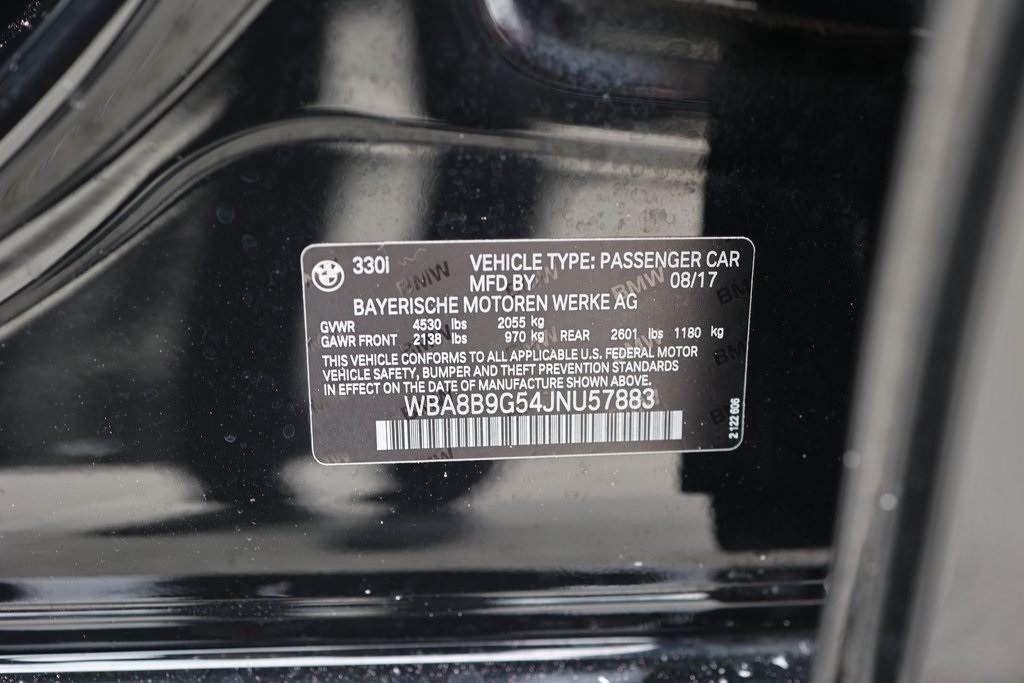 330i VEHICLE TYPE: PASSENGER CAR
MFD BY 08/17
BAYERISCHE MOTOREN WERKE AG
GVWR 4530 lbs 2055 kg
GAWR FRONT 2138 lbs 970 kg REAR 2601 lbs 1180 kg
THIS VEHICLE CONFORMS TO ALL APPLICABLE U.S. FEDERAL MOTOR
VEHICLE SAFETY, BUMPER AND THEFT PREVENTION STANDARDS
IN EFFECT ON THE DATE OF MANUFACTURE SHOWN ABOVE.
WBA8B9G54JNU57883
2 122 606